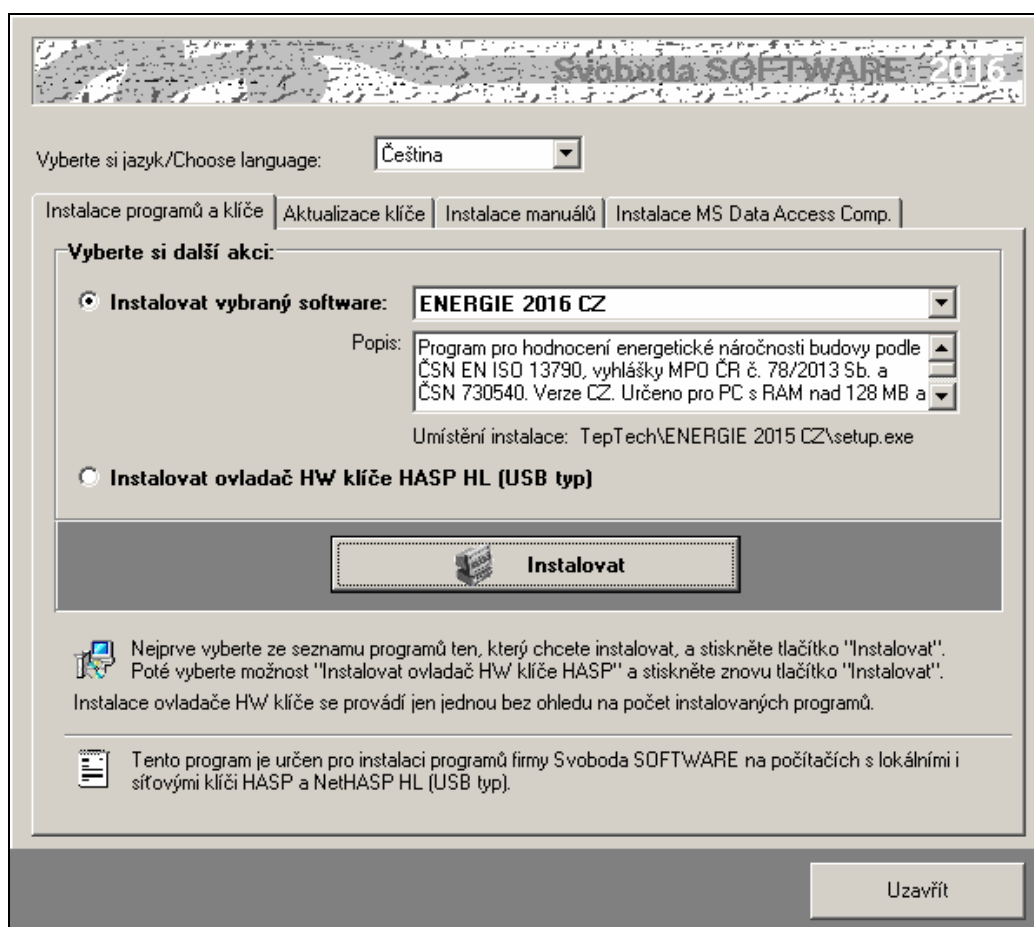 Svoboda SOFTWARE 2016
Vyberte si jazyk/Choose language:
Čeština
Instalace programů a klíče
Aktualizace klíče
Instalace manuálů
Instalace MS Data Access Comp.
Vyberte si další akci:
Instalovat vybraný software:
ENERGIE 2016 CZ
Popis:
Program pro hodnocení energetické náročnosti budovy podle
ČSN EN ISO 13790, vyhlášky MPO ČR č. 78/2013 Sb. a
ČSN 730540. Verze CZ. Určeno pro PC s RAM nad 128 MB a
Umístění instalace: TepTech\ENERGIE 2015 CZ\setup.exe
Instalovat ovladač HW klíče HASP HL (USB typ)
Instalovat
Nejprve vyberte ze seznamu programů ten, který chcete instalovat, a stiskněte tlačítko "Instalovat".
Poté vyberte možnost "Instalovat ovladač HW klíče HASP" a stiskněte znovu tlačítko "Instalovat".
Instalace ovladače HW klíče se provádí jen jednou bez ohledu na počet instalovaných programů.
Tento program je určen pro instalaci programů firmy Svoboda SOFTWARE na počítačích s lokálními i
síťovými klíči HASP a NetHASP HL (USB typ).
Uzavřít